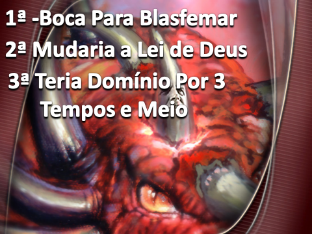 1ª -Boca Para Blasfemar
2ª Mudaria a Lei de Deus
3ª Teria Domínio Por 3
Tempos e Meio